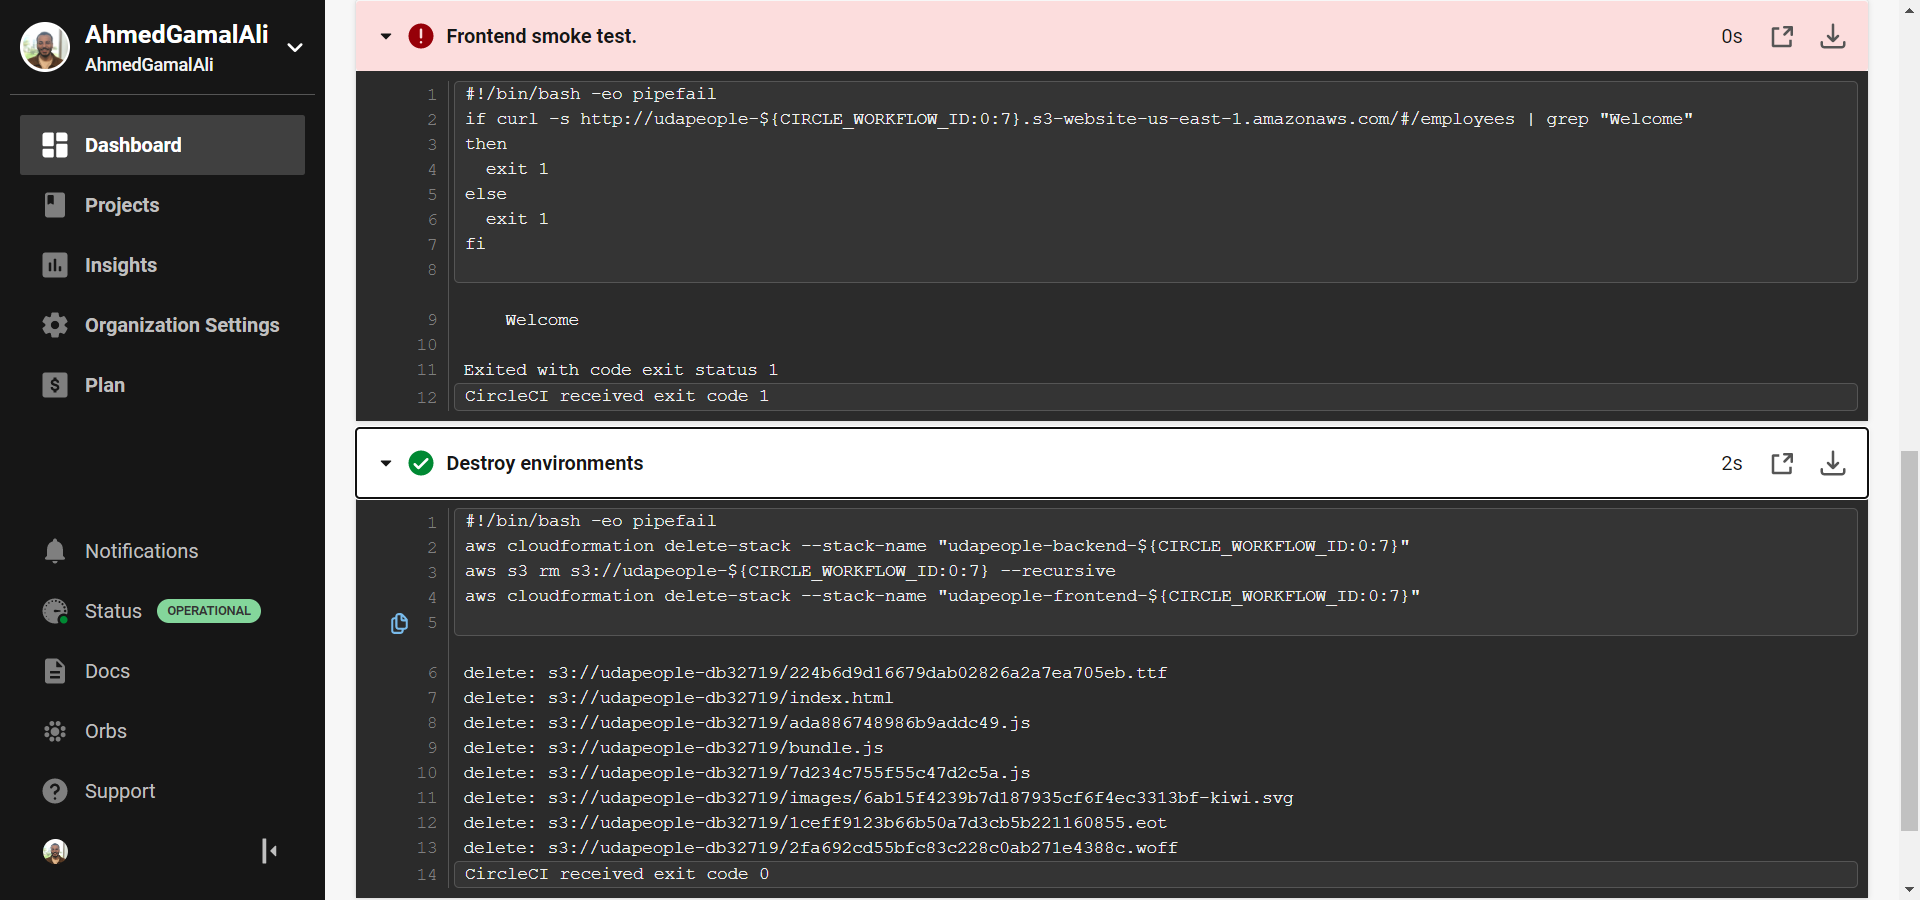 AhmedGamalAli
AhmedGamalAli
Dashboard
Projects
Insights
Organization Settings
Plan
Notifications
Status OPERATIONAL
Docs
Orbs
Support
Frontend smoke test. 0s
1 #!/bin/bash -eo pipefail
2 if curl -s http://udapeople-${CIRCLE_WORKFLOW_ID:0:7}.s3-website-us-east-1.amazonaws.com/#/employees | grep "Welcome"
3 then
4   exit 1
5 else
6   exit 1
7 fi
8
9     Welcome
10
11 Exited with code exit status 1
12 CircleCI received exit code 1
Destroy environments 2s
1 #!/bin/bash -eo pipefail
2 aws cloudformation delete-stack --stack-name "udapeople-backend-${CIRCLE_WORKFLOW_ID:0:7}"
3 aws s3 rm s3://udapeople-${CIRCLE_WORKFLOW_ID:0:7} --recursive
4 aws cloudformation delete-stack --stack-name "udapeople-frontend-${CIRCLE_WORKFLOW_ID:0:7}"
5
6 delete: s3://udapeople-db32719/224b6d9d16679dab02826a2a7ea705eb.ttf
7 delete: s3://udapeople-db32719/index.html
8 delete: s3://udapeople-db32719/ada886748986b9addc49.js
9 delete: s3://udapeople-db32719/bundle.js
10 delete: s3://udapeople-db32719/7d234c755f55c47d2c5a.js
11 delete: s3://udapeople-db32719/images/6ab15f4239b7d187935cf6f4ec3313bf-kiwi.svg
12 delete: s3://udapeople-db32719/1ceff9123b66b50a7d3cb5b221160855.eot
13 delete: s3://udapeople-db32719/2fa692cd55bfc83c228c0ab271e4388c.woff
14 CircleCI received exit code 0